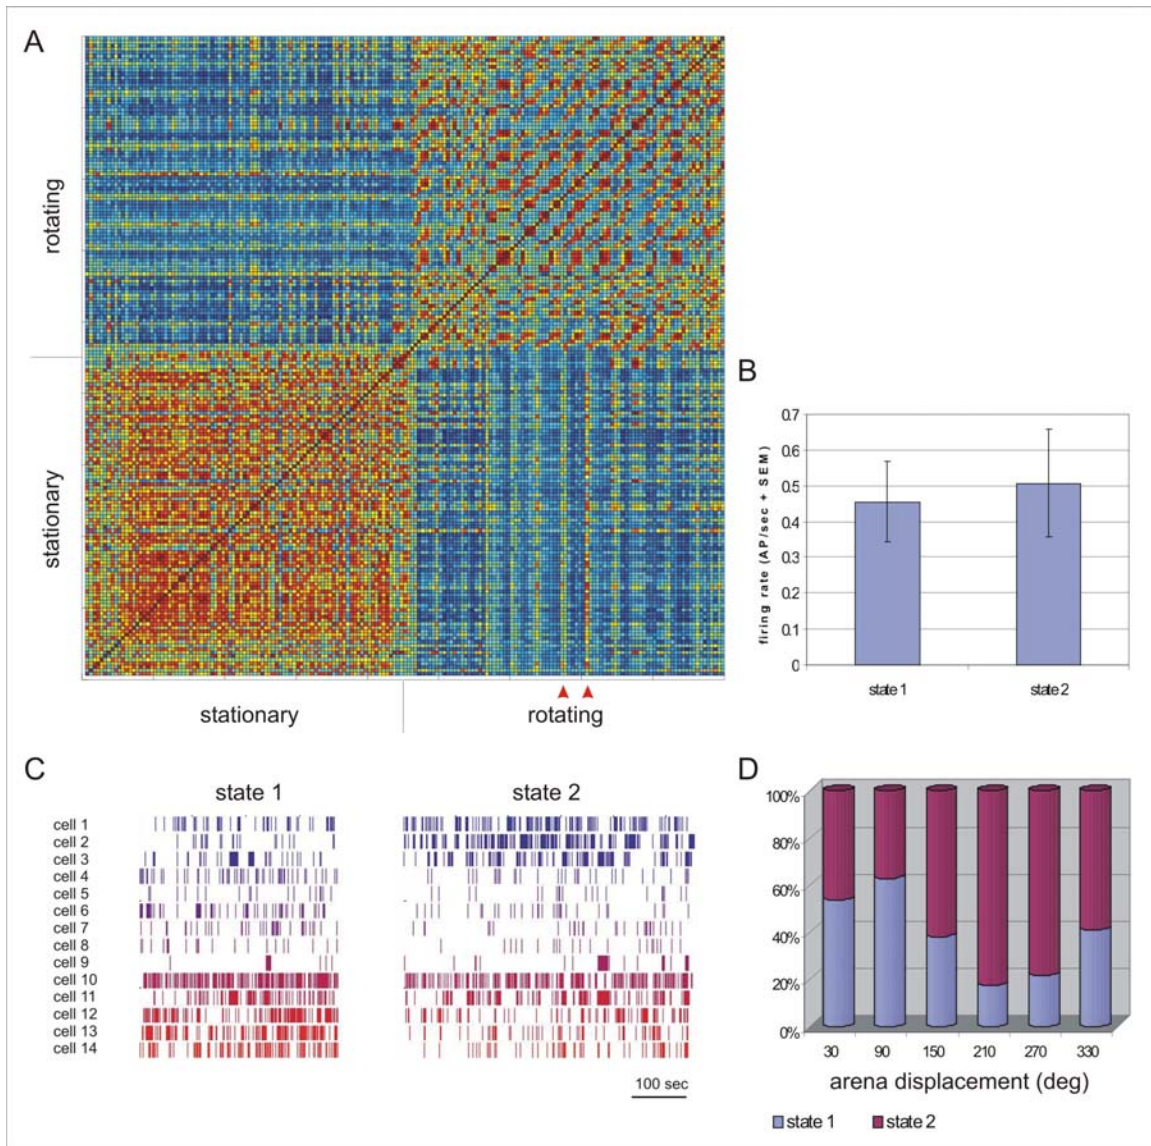 A
rotating
stationary
stationary
rotating
B
firing rate (AP/sec + SEM)
0.7
0.6
0.5
0.4
0.3
0.2
0.1
0
state 1
state 2
C
state 1
state 2
cell 1
cell 2
cell 3
cell 4
cell 5
cell 6
cell 7
cell 8
cell 9
cell 10
cell 11
cell 12
cell 13
cell 14
100 sec
D
100%
80%
60%
40%
20%
0%
30 90 150 210 270 330
arena displacement (deg)
state 1 state 2